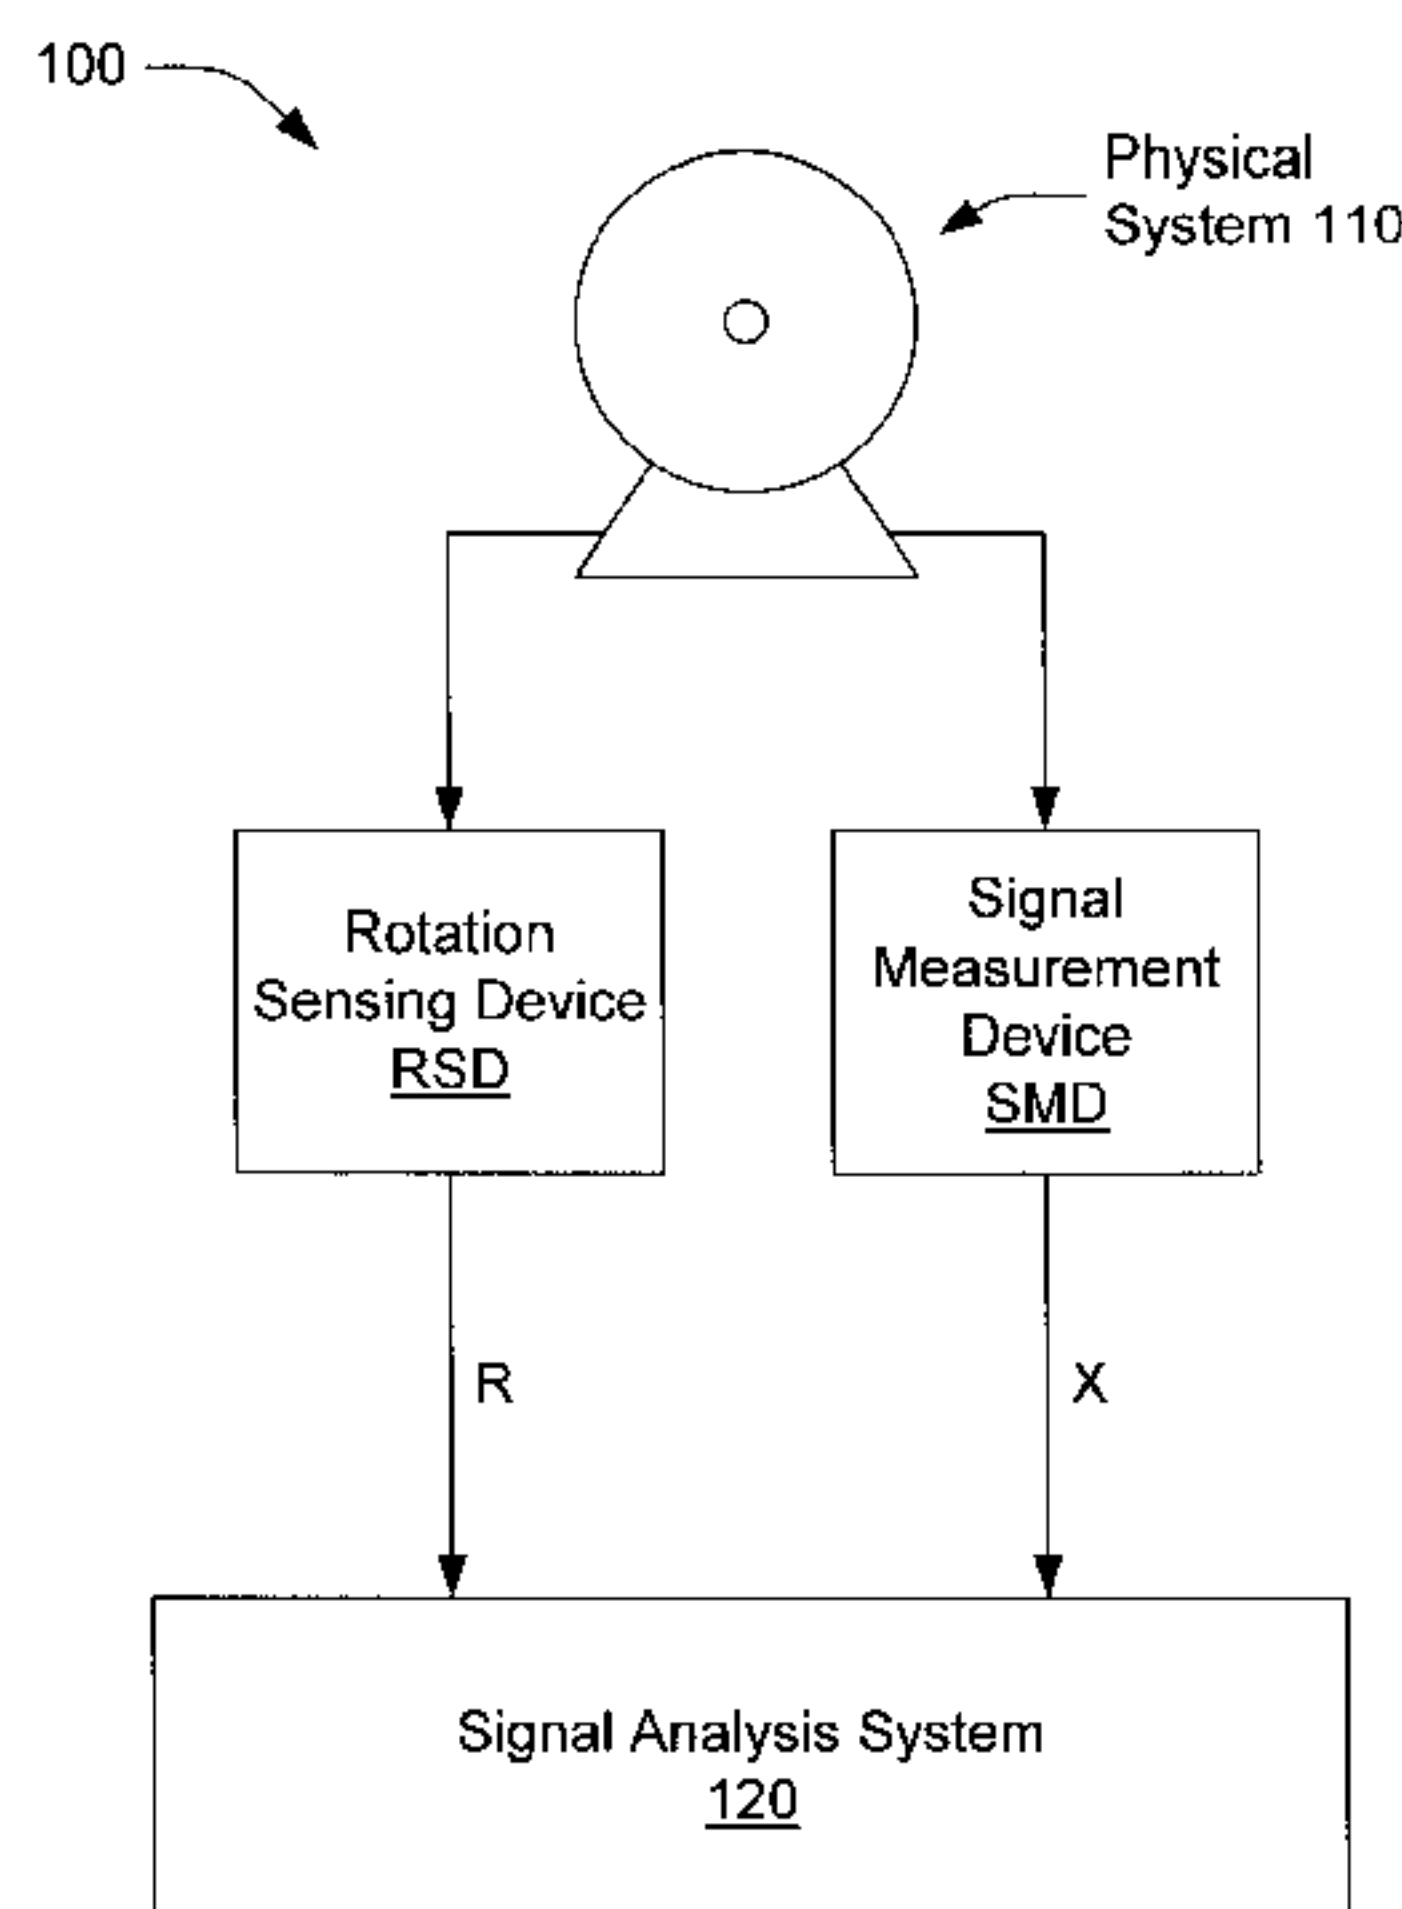 100
Physical
System 110
Rotation
Sensing Device
RSD
Signal
Measurement
Device
SMD
R
X
Signal Analysis System
120